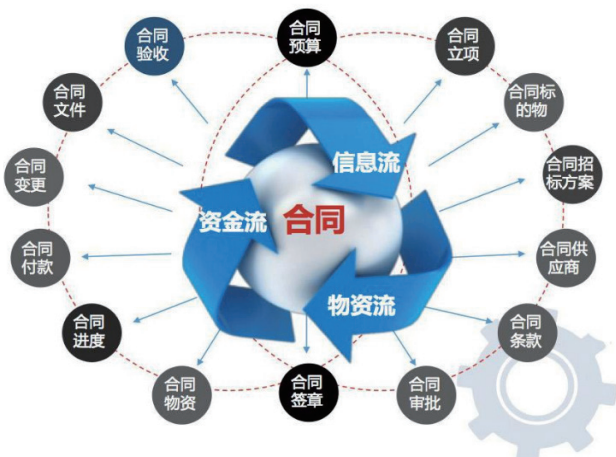 合同
预算
合同
立项
合同标
的物
合同招
标方案
合同供
应商
合同
条款
合同
审批
合同
签章
合同
物资
合同
进度
合同
付款
合同
变更
合同
文件
合同
验收
信息流
资金流
合同
物资流